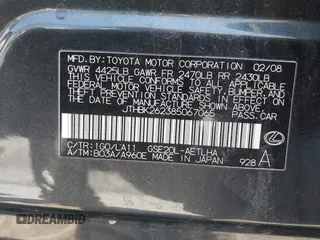 MFD. BY: TOYOTA MOTOR CORPORATION 02/08
GVWR 4425LB GAWR FR 2470LB RR 2430LB
THIS VEHICLE CONFORMS TO ALL APPLICABLE
FEDERAL MOTOR VEHICLE SAFETY, BUMPER, AND
THEFT PREVENTION STANDARDS IN EFFECT ON
THE DATE OF MANUFACTURE SHOWN ABOVE.
JTHBK262385067065 PASS.CAR
C/TR: 1G0/LA11 GSE20L-AETLHA
A/TM: B03A/A960E MADE IN JAPAN 928 A
© AUTOBIDMASTER